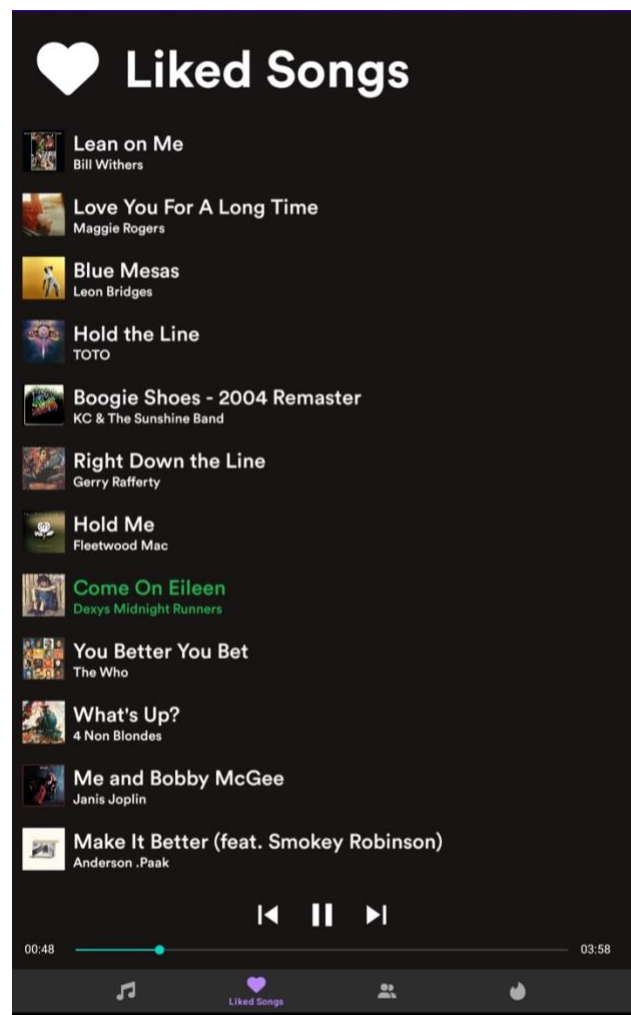 Liked Songs
Lean on Me
Bill Withers
Love You For A Long Time
Maggie Rogers
Blue Mesas
Leon Bridges
Hold the Line
TOTO
Boogie Shoes - 2004 Remaster
KC & The Sunshine Band
Right Down the Line
Gerry Rafferty
Hold Me
Fleetwood Mac
Come On Eileen
Dexys Midnight Runners
You Better You Bet
The Who
What's Up?
4 Non Blondes
Me and Bobby McGee
Janis Joplin
Make It Better (feat. Smokey Robinson)
Anderson .Paak
00:48 03:58
Liked Songs